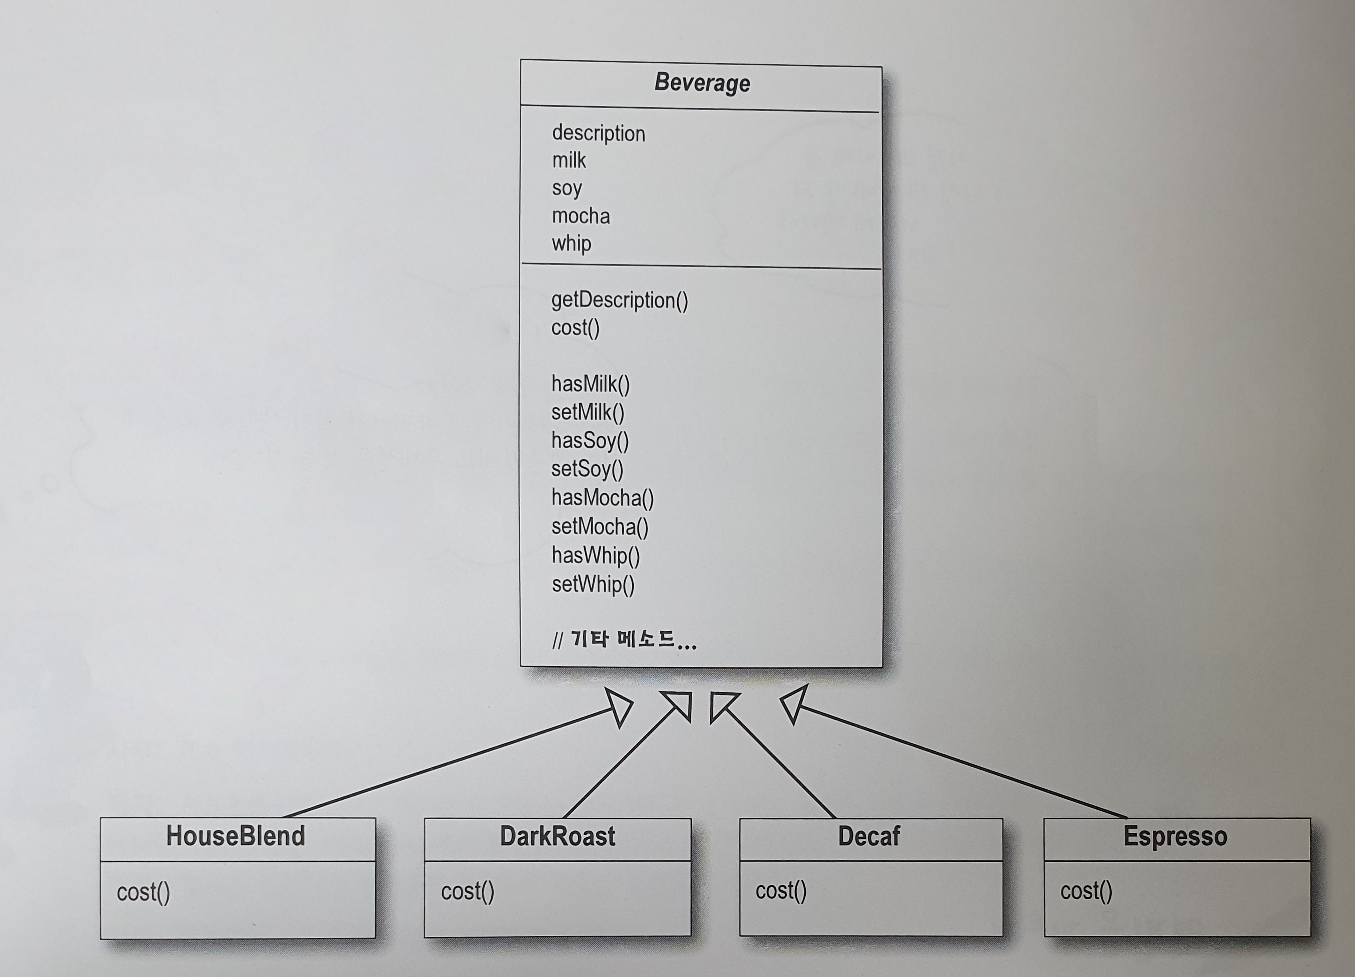 Beverage
description
milk
soy
mocha
whip
getDescription()
cost()
hasMilk()
setMilk()
hasSoy()
setSoy()
hasMocha()
setMocha()
hasWhip()
setWhip()
// 기타 메소드...
HouseBlend
cost()
DarkRoast
cost()
Decaf
cost()
Espresso
cost()